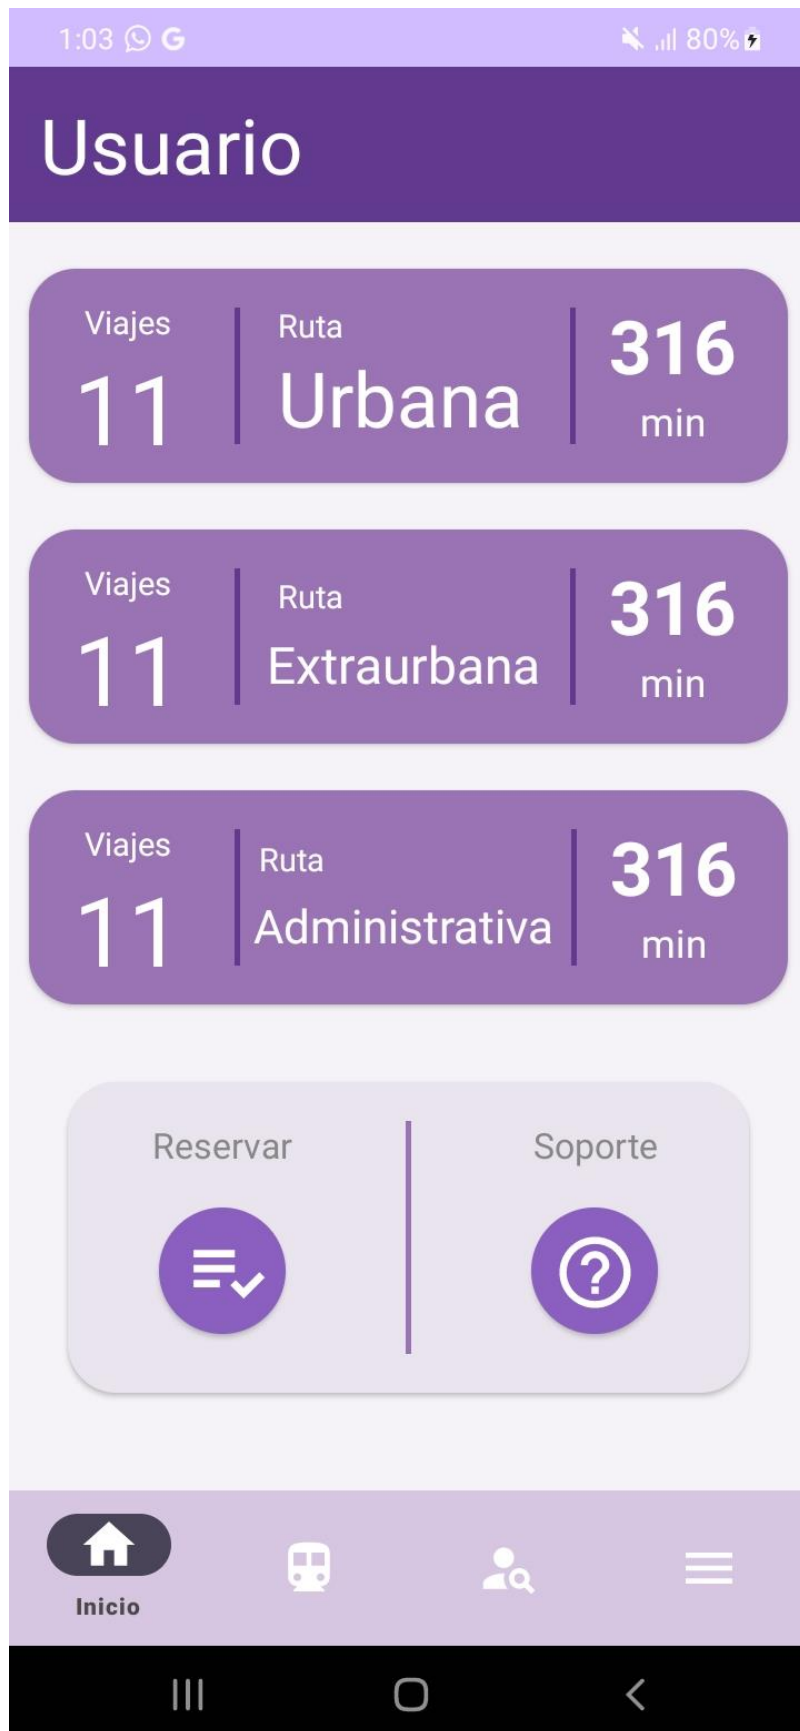 1:03 G 80%
Usuario
Viajes Ruta 316
11 Urbana min
Viajes Ruta 316
11 Extraurbana min
Viajes Ruta 316
11 Administrativa min
Reservar Soporte
?
Inicio